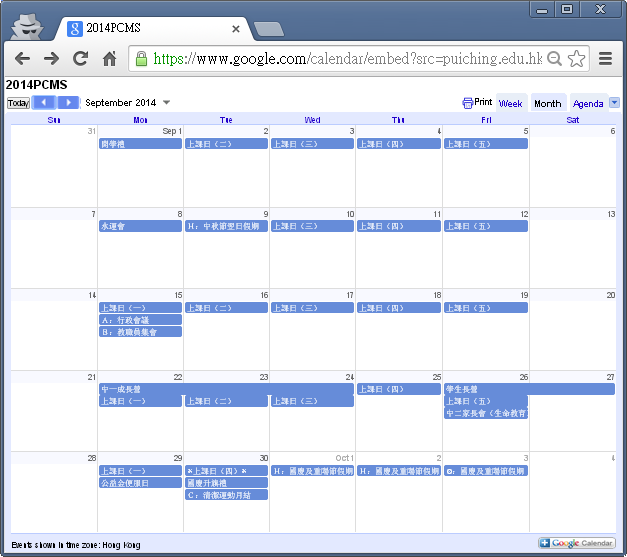 2014PCMS
https://www.google.com/calendar/embed?src=puiching.edu.hk
2014PCMS
Today September 2014 Print Week Month Agenda
Sun Mon Tue Wed Thu Fri Sat
31 Sep 1 2 3 4 5 6
開學禮 上課日（二） 上課日（三） 上課日（四） 上課日（五）
7 8 9 10 11 12 13
水運會 H：中秋節翌日假期 上課日（三） 上課日（四） 上課日（五）
14 15 16 17 18 19 20
上課日（一） 上課日（二） 上課日（三） 上課日（四） 上課日（五）
A：行政會議
B：教職員集會
21 22 23 24 25 26 27
中一成長營 上課日（四） 學生長營
上課日（一） 上課日（二） 上課日（三） 上課日（五）
中二家長會（生命教育
28 29 30 Oct 1 2 3 4
上課日（一） *上課日（四）* H：國慶及重陽節假期 H：國慶及重陽節假期 o：國慶及重陽節假期
公益金便服日 國慶升旗禮
C：清潔運動月結
Events shown in time zone: Hong Kong
Google Calendar